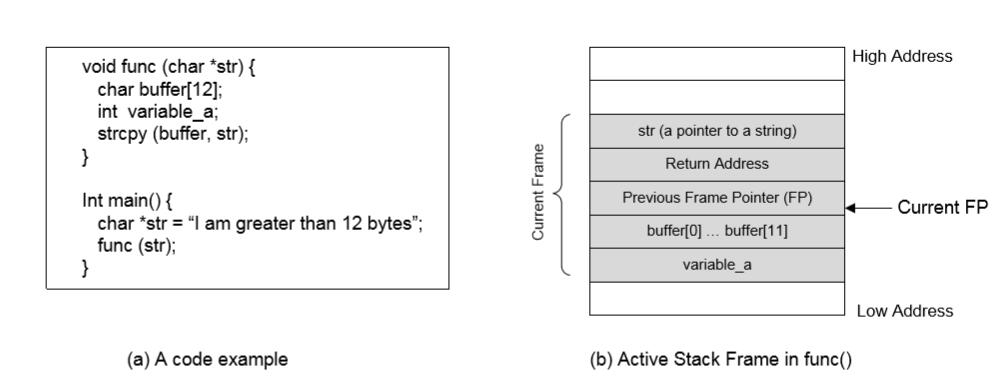 void func (char *str) {
char buffer[12];
int variable_a;
strcpy (buffer, str);
}
Int main() {
char *str = “I am greater than 12 bytes”;
func (str);
}
(a) A code example
High Address
str (a pointer to a string)
Return Address
Previous Frame Pointer (FP)
buffer[0] ... buffer[11]
variable_a
Current Frame
Current FP
Low Address
(b) Active Stack Frame in func()